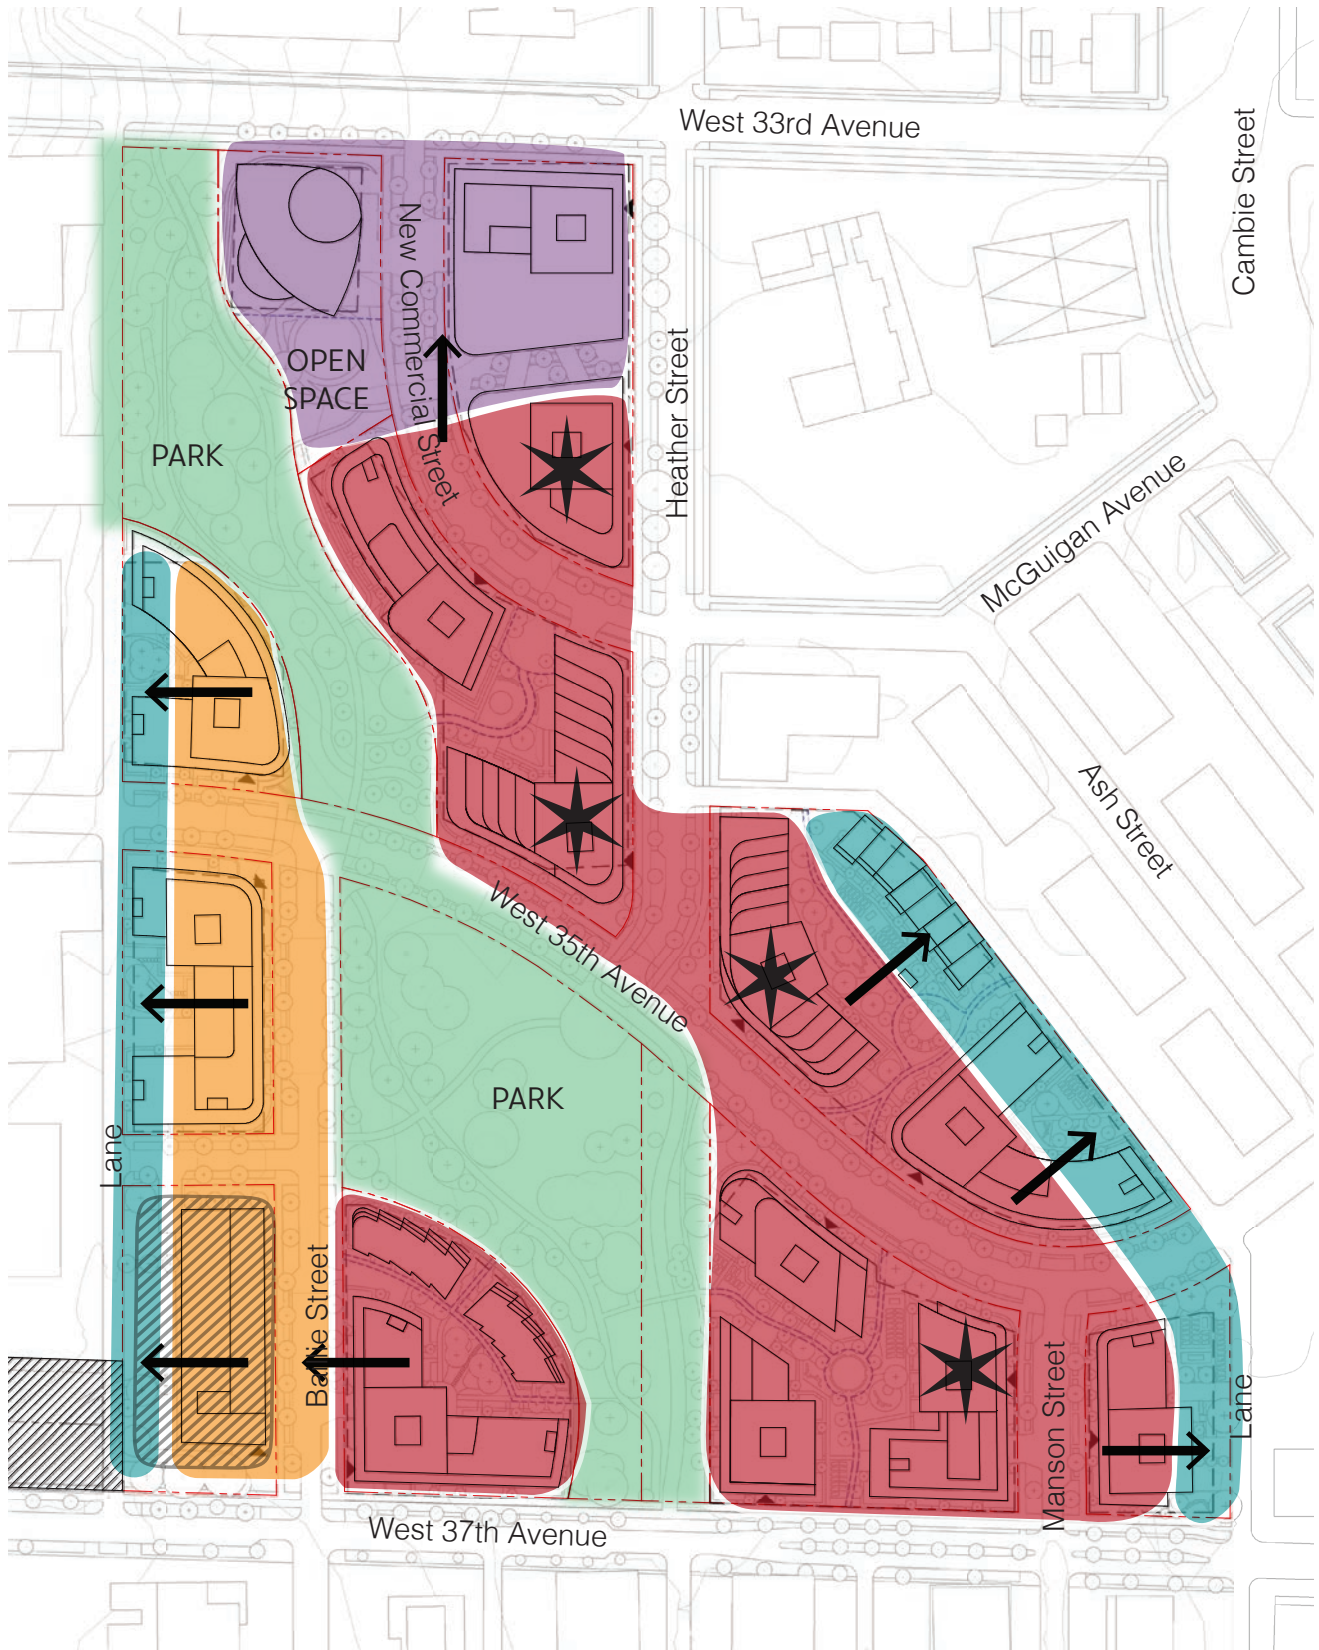 West 33rd Avenue
Cambie Street
New Commercial Street
OPEN
SPACE
Heather Street
PARK
McGuigan Avenue
Ash Street
West 35th Avenue
PARK
Lane
Baillie Street
Manson Street
Lane
West 37th Avenue